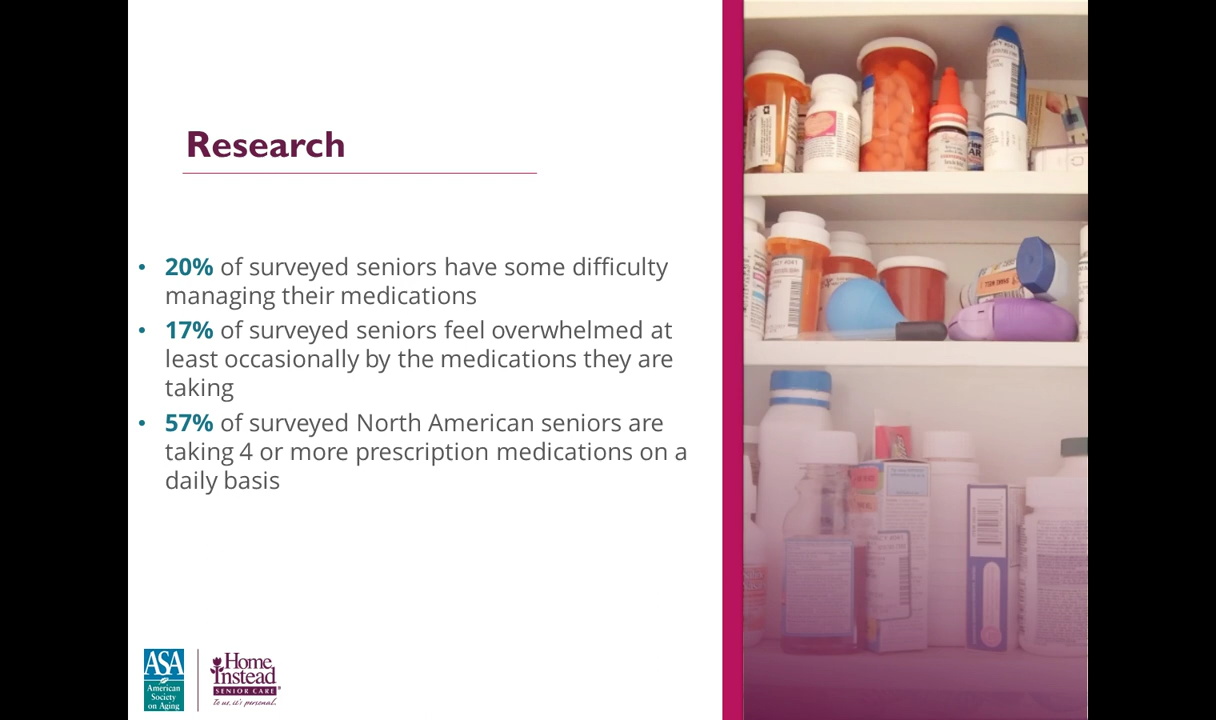 Research
• 20% of surveyed seniors have some difficulty
managing their medications
• 17% of surveyed seniors feel overwhelmed at
least occasionally by the medications they are
taking
• 57% of surveyed North American seniors are
taking 4 or more prescription medications on a
daily basis
ASA
American
Society
on Aging
Home
Instead
SENIOR CARE®
to us, it's personal.